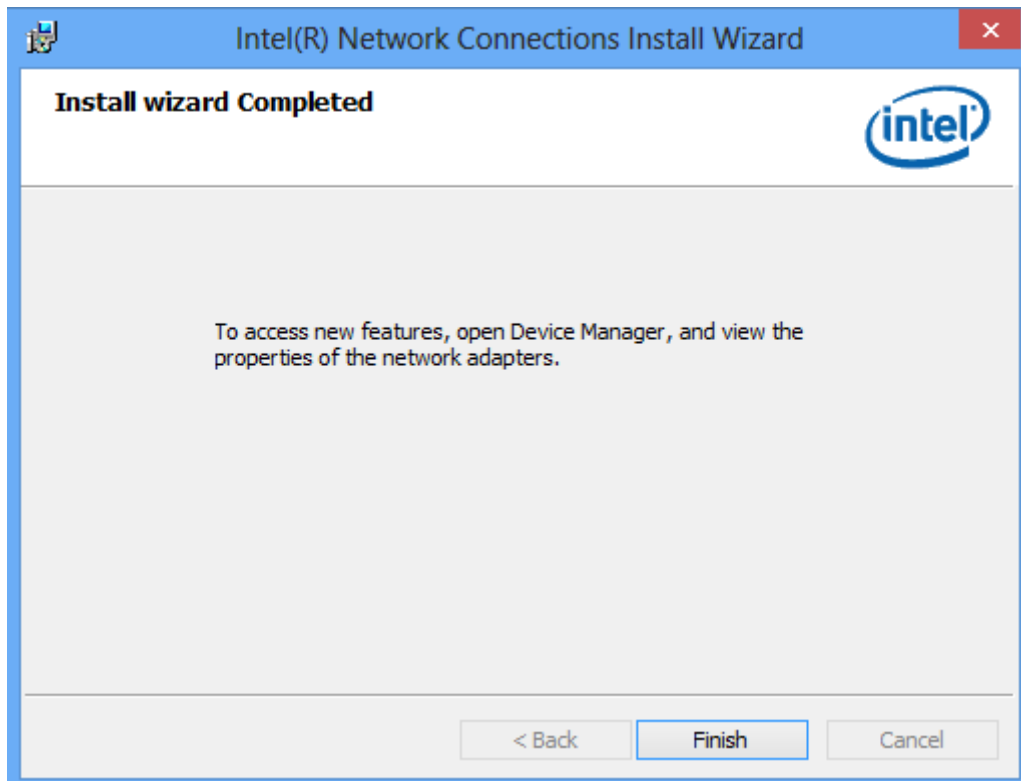 Intel(R) Network Connections Install Wizard
Install wizard Completed
intel
To access new features, open Device Manager, and view the
properties of the network adapters.
< Back
Finish
Cancel